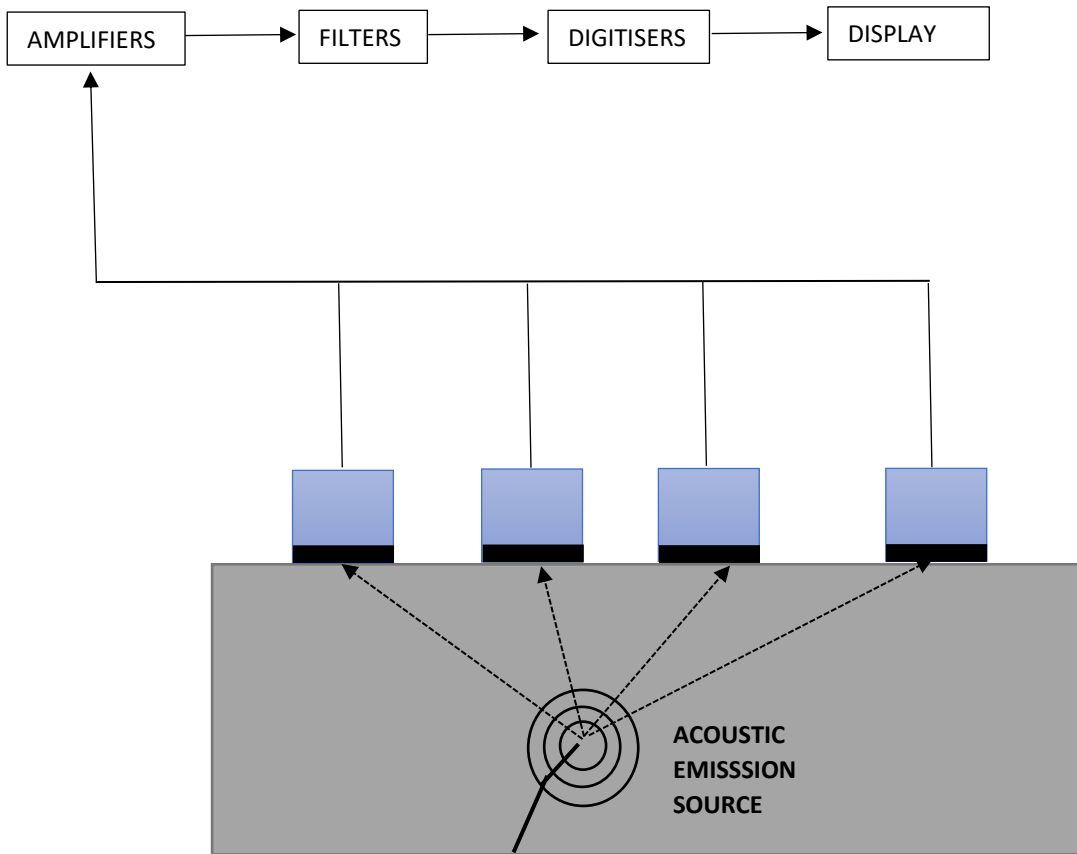 AMPLIFIERS
FILTERS
DIGITISERS
DISPLAY
ACOUSTIC
EMISSSION
SOURCE